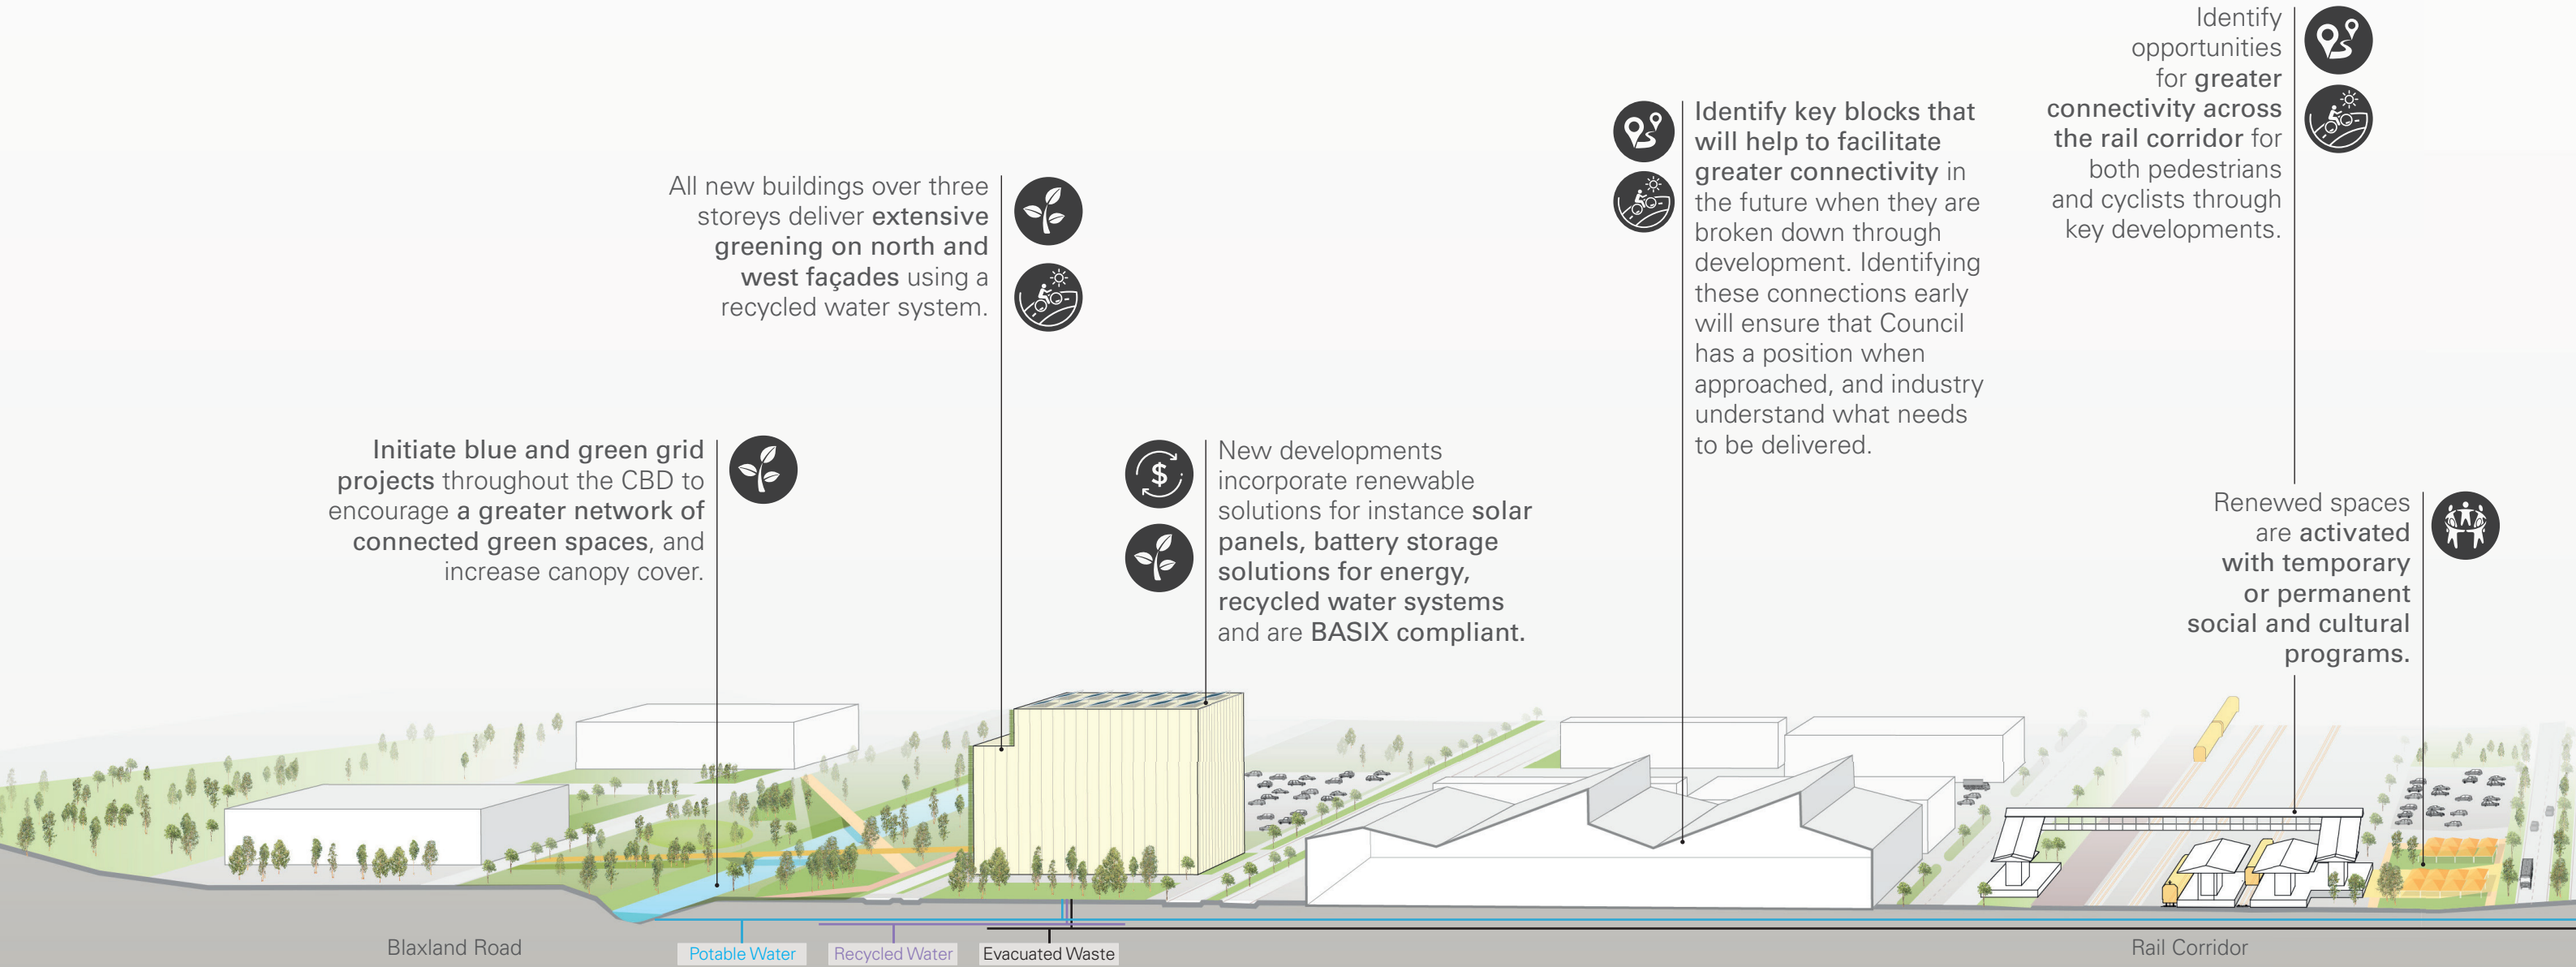 Initiate blue and green grid
projects throughout the CBD to
encourage a greater network of
connected green spaces, and
increase canopy cover.
All new buildings over three
storeys deliver extensive
greening on north and
west façades using a
recycled water system.
$
New developments
incorporate renewable
solutions for instance solar
panels, battery storage
solutions for energy,
recycled water systems
and are BASIX compliant.
Identify key blocks that
will help to facilitate
greater connectivity in
the future when they are
broken down through
development. Identifying
these connections early
will ensure that Council
has a position when
approached, and industry
understand what needs
to be delivered.
Identify
opportunities
for greater
connectivity across
the rail corridor for
both pedestrians
and cyclists through
key developments.
Renewed spaces
are activated
with temporary
or permanent
social and cultural
programs.
Blaxland Road
Potable Water
Recycled Water
Evacuated Waste
Rail Corridor